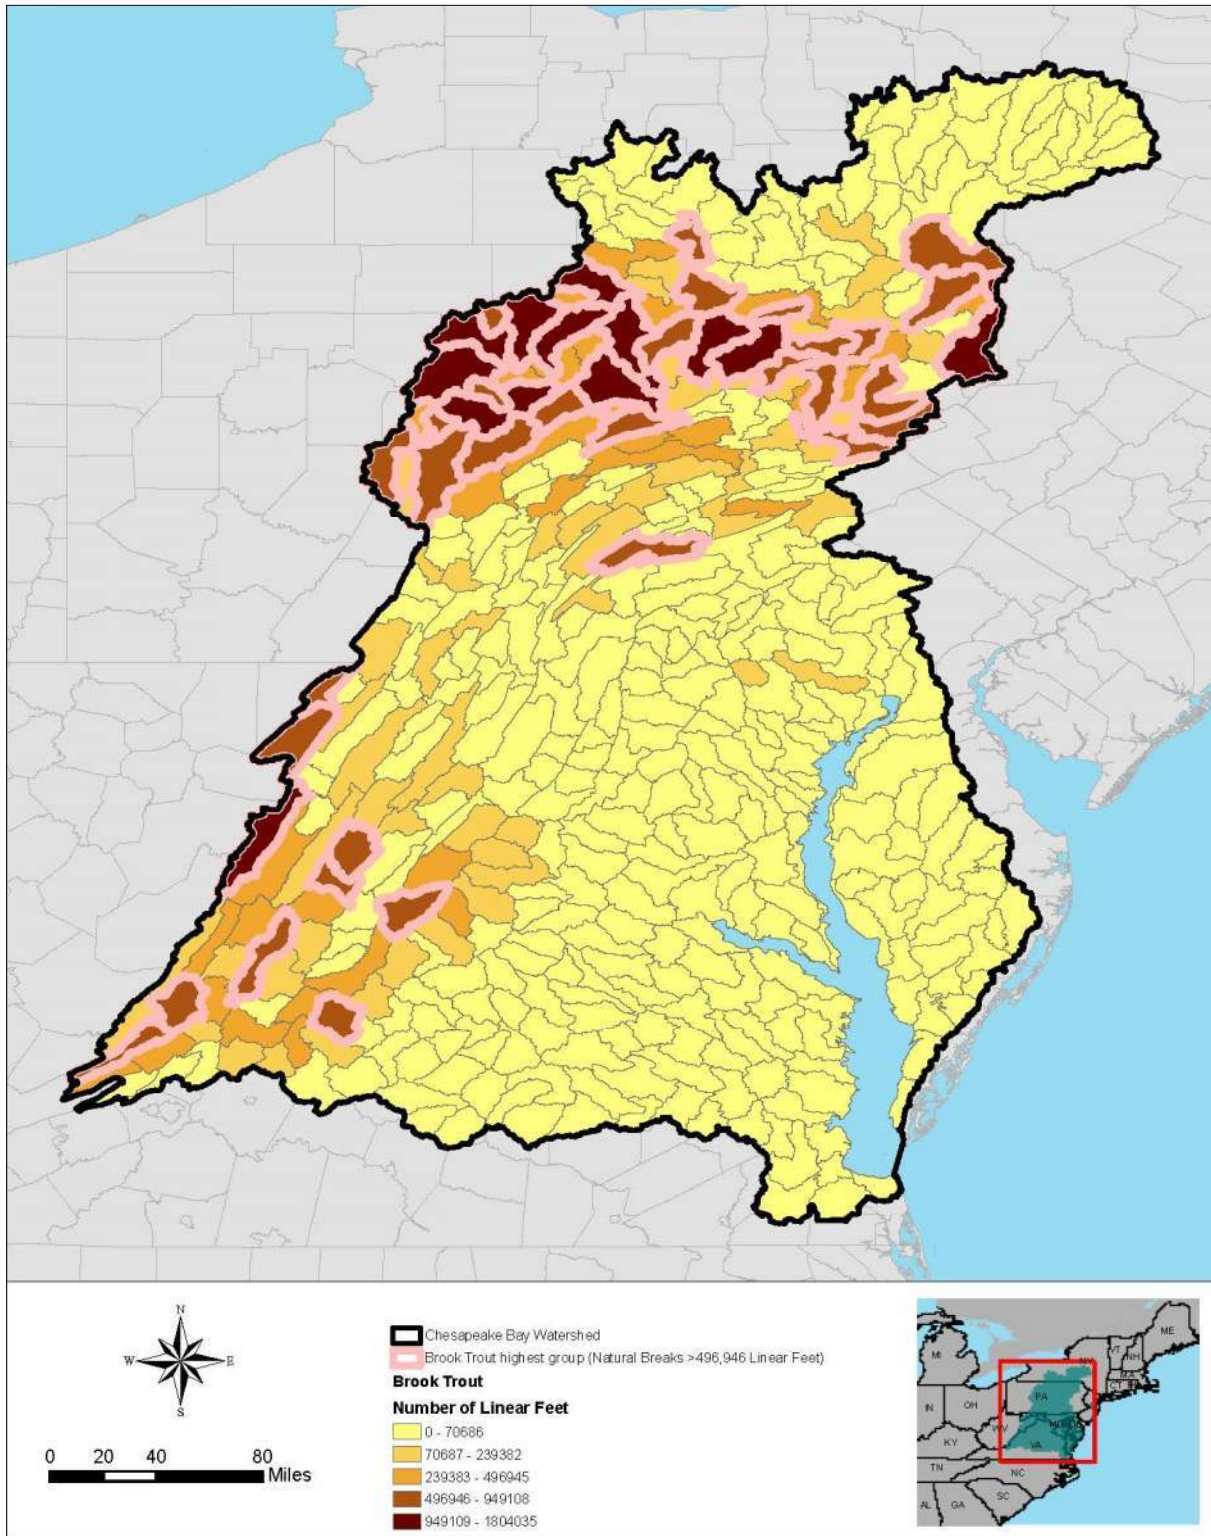 N
W
E
S
0
20
40
80
Miles
Chesapeake Bay Watershed
Brook Trout highest group (Natural Breaks >496,946 Linear Feet)
Brook Trout
Number of Linear Feet
0 - 70686
70687 - 239382
239383 - 496945
496946 - 949108
949109 - 1804035
ME
VT
NH
MI
NY
MA
CT
PA
IN
OH
WV
KY
VA
TN
NC
SC
AL
GA